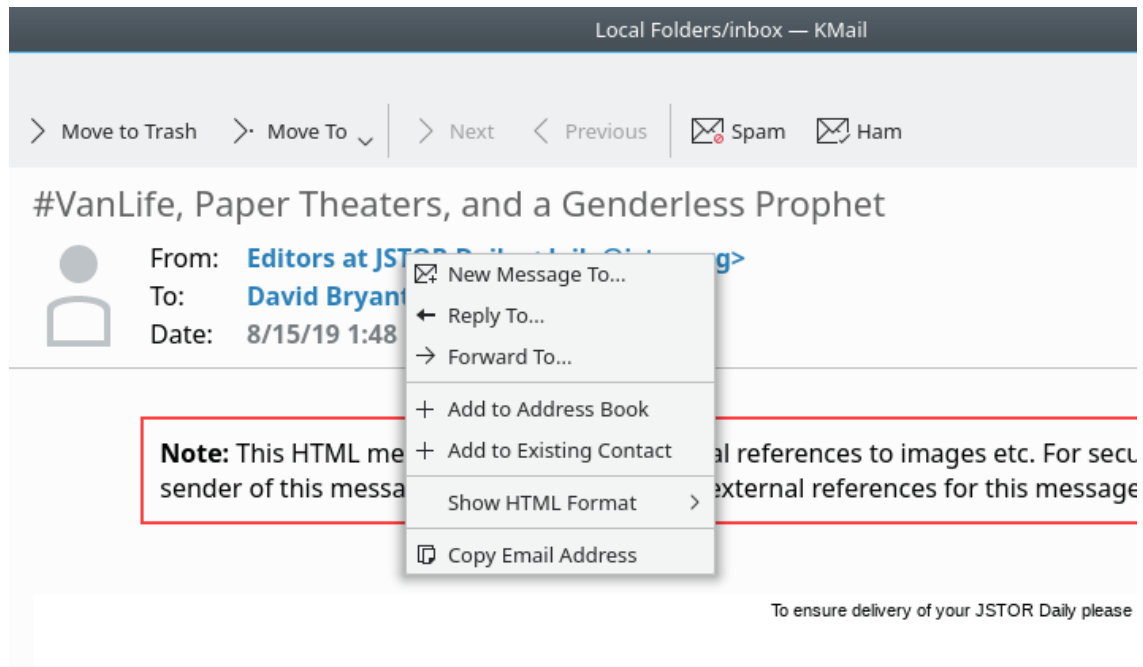 Local Folders/inbox — KMail
Move to Trash Move To Next Previous Spam Ham
#VanLife, Paper Theaters, and a Genderless Prophet
From: Editors at g>
To: David Bryant
Date: 8/15/19 1:48
New Message To...
Reply To...
Forward To...
Add to Address Book
Add to Existing Contact
Show HTML Format
Copy Email Address
Note: This HTML me al references to images etc. For secu
sender of this messa external references for this message
To ensure delivery of your JSTOR Daily please